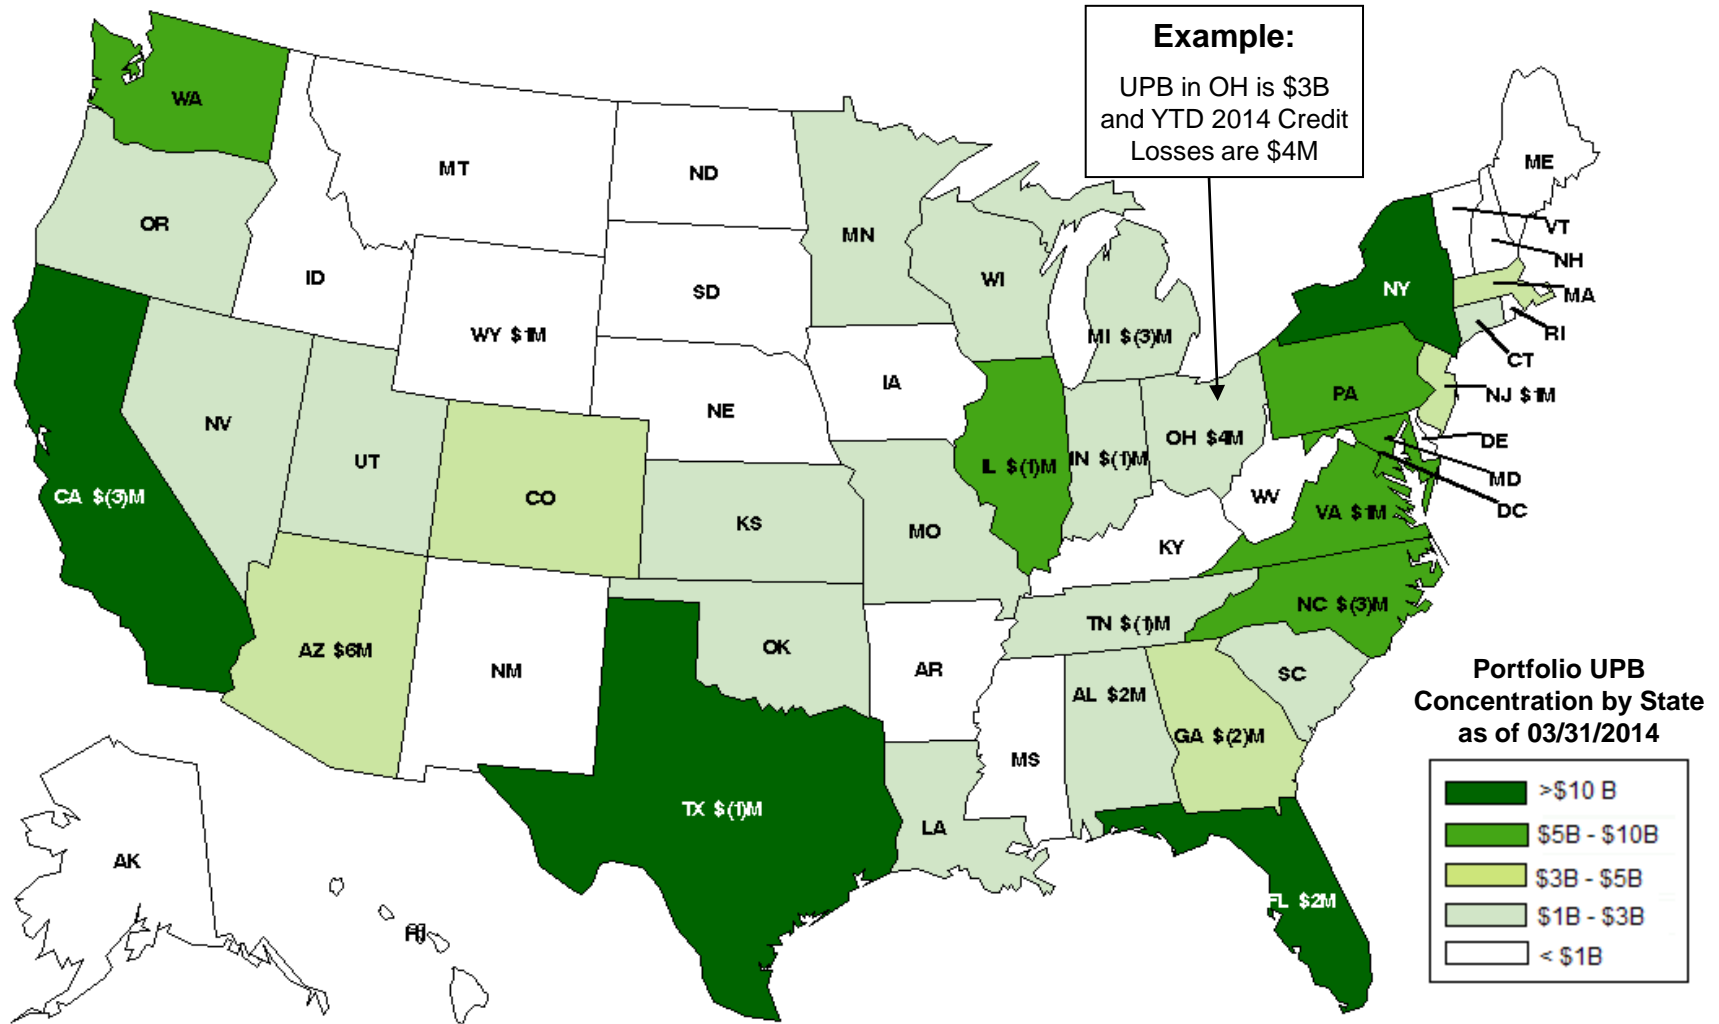 Example:
UPB in OH is $3B
and YTD 2014 Credit
Losses are $4M
WA
MT
ND
ME
OR
MN
VT
NH
ID
SD
WI
NY
MA
WY $1M
MI $(3)M
RI
CT
IA
PA
NJ $1M
NE
NV
OH $4M
DE
UT
IL $(1)M
IN $(1)M
MD
CA $(3)M
CO
WV
DC
KS
MO
VA $1M
KY
NC $(3)M
TN $(1)M
AZ $6M
OK
NM
AR
SC
AL $2M
GA $(2)M
MS
TX $(1)M
LA
AK
FL $2M
HI
Portfolio UPB
Concentration by State
as of 03/31/2014
>$10 B
$5B - $10B
$3B - $5B
$1B - $3B
< $1B